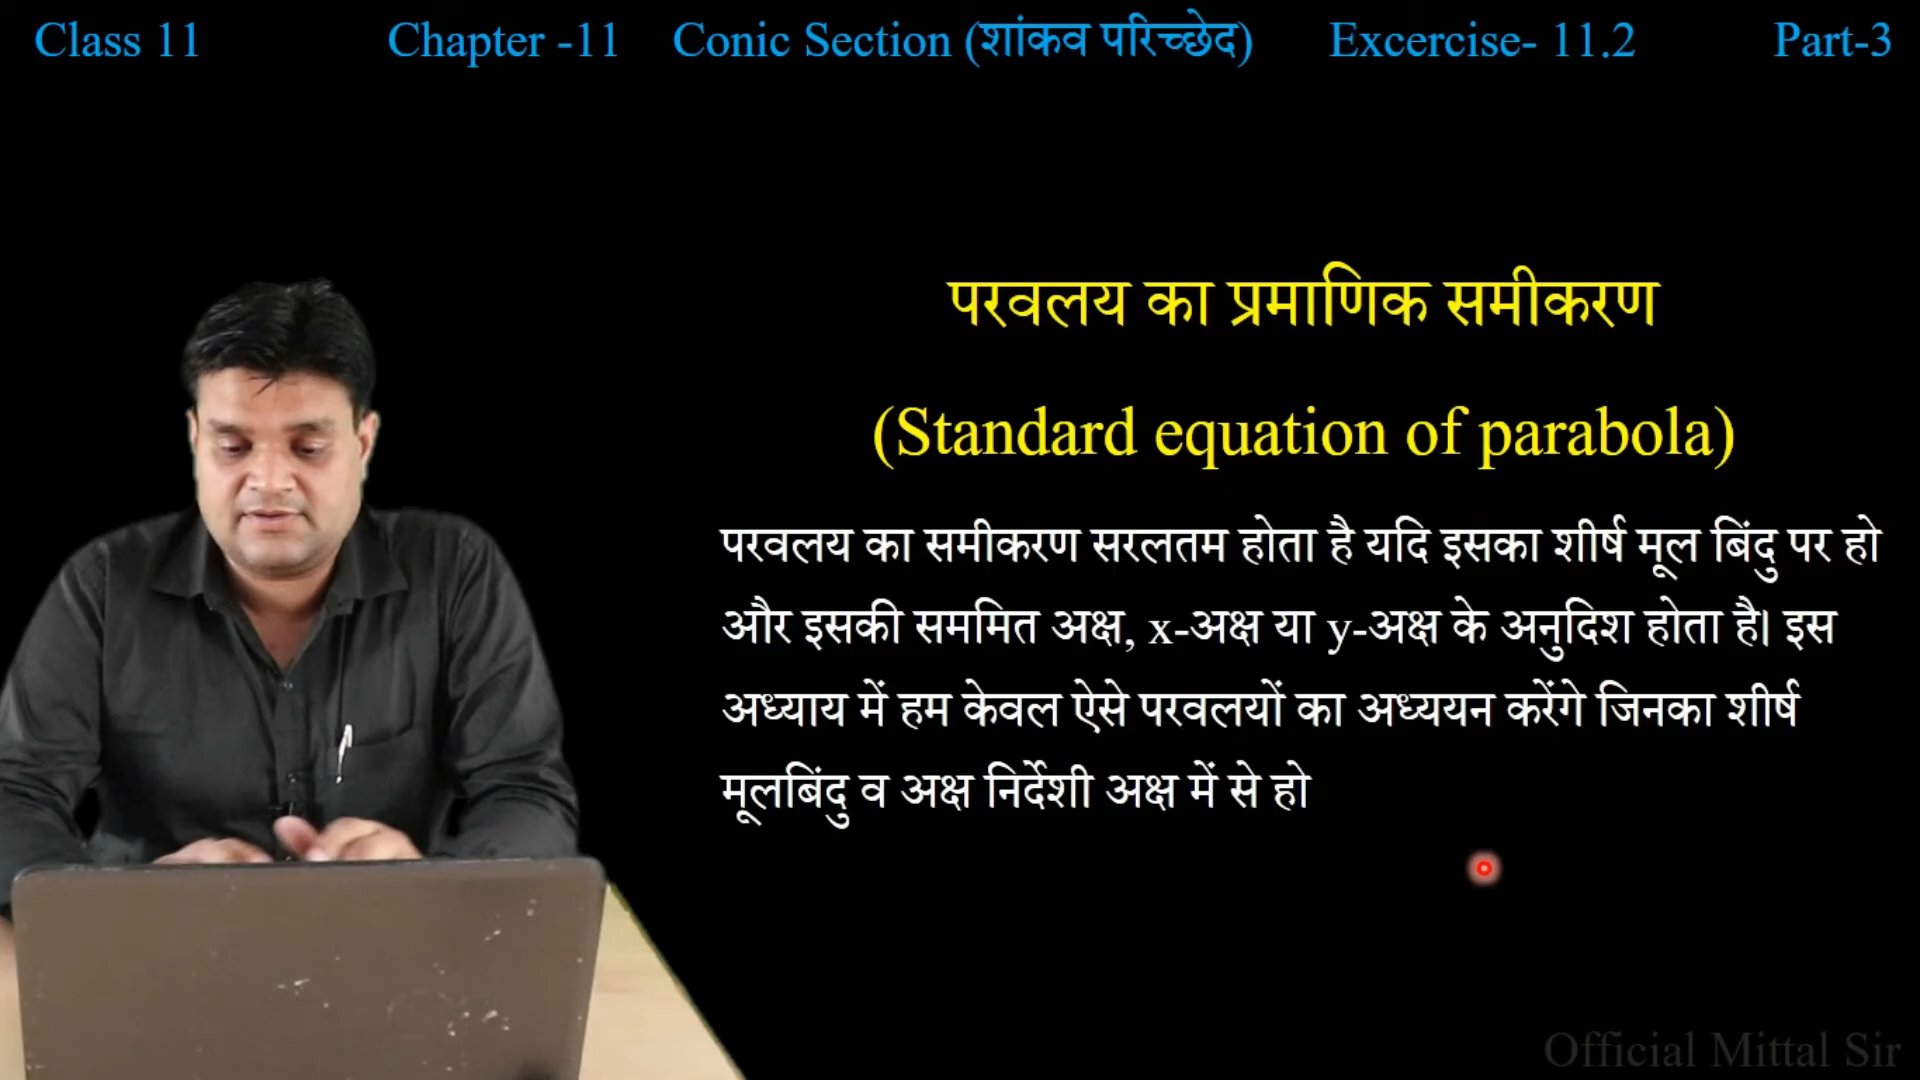 Class 11 Chapter -11 Conic Section (शांकव परिच्छेद) Excercise- 11.2 Part-3
परवलय का प्रमाणिक समीकरण
(Standard equation of parabola)
परवलय का समीकरण सरलतम होता है यदि इसका शीर्ष मूल बिंदु पर हो
और इसकी सममित अक्ष, x-अक्ष या y-अक्ष के अनुदिश होता है। इस
अध्याय में हम केवल ऐसे परवलयों का अध्ययन करेंगे जिनका शीर्ष
मूलबिंदु व अक्ष निर्देशी अक्ष में से हो
Official Mittal Sir